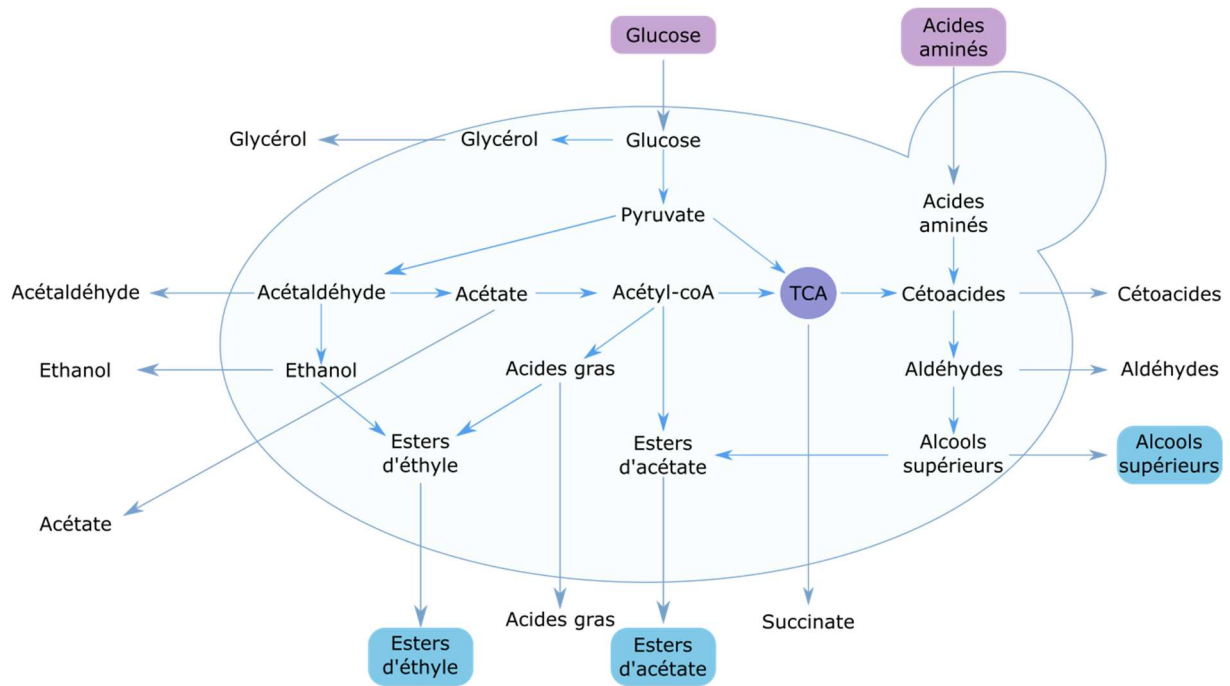 Glucose
Acides
aminés
Glycérol
Glycérol
Glucose
Pyruvate
Acides
aminés
Acétaldéhyde
Acétaldéhyde
Acétate
Acétyl-coA
TCA
Cétoacides
Cétoacides
Ethanol
Ethanol
Acides gras
Aldéhydes
Aldéhydes
Esters
d'éthyle
Esters
d'acétate
Alcools
supérieurs
Alcools
supérieurs
Acétate
Esters
d'éthyle
Acides gras
Esters
d'acétate
Succinate